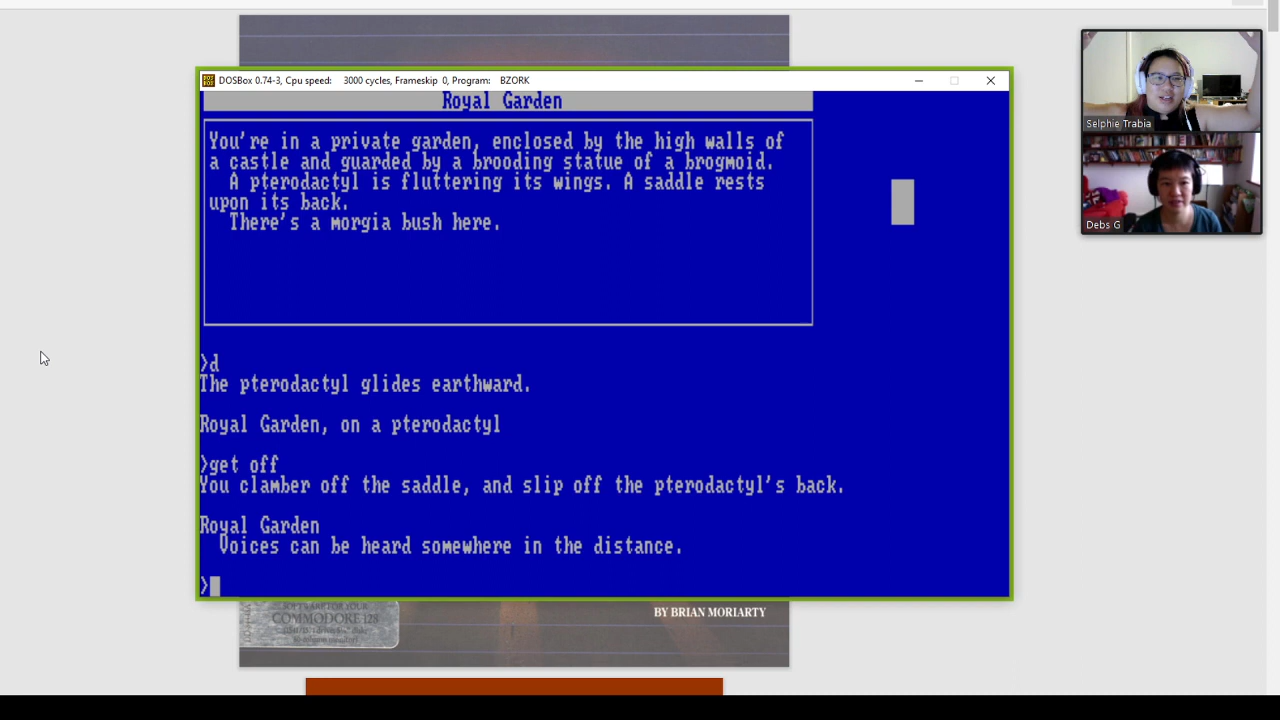 DOSBox 0.74-3, Cpu speed: 3000 cycles, Frameskip 0, Program: BZORK
Royal Garden
You're in a private garden, enclosed by the high walls of
a castle and guarded by a brooding statue of a brogmoid.
A pterodactyl is fluttering its wings. A saddle rests
upon its back.
There's a morgia bush here.
>d
The pterodactyl glides earthward.
Royal Garden, on a pterodactyl
>get off
You clamber off the saddle, and slip off the pterodactyl's back.
Royal Garden
Voices can be heard somewhere in the distance.
>
SOFTWARE FOR YOUR
COMMODORE 128
BY BRIAN MORIARTY
Selphie Trabia
Debs G